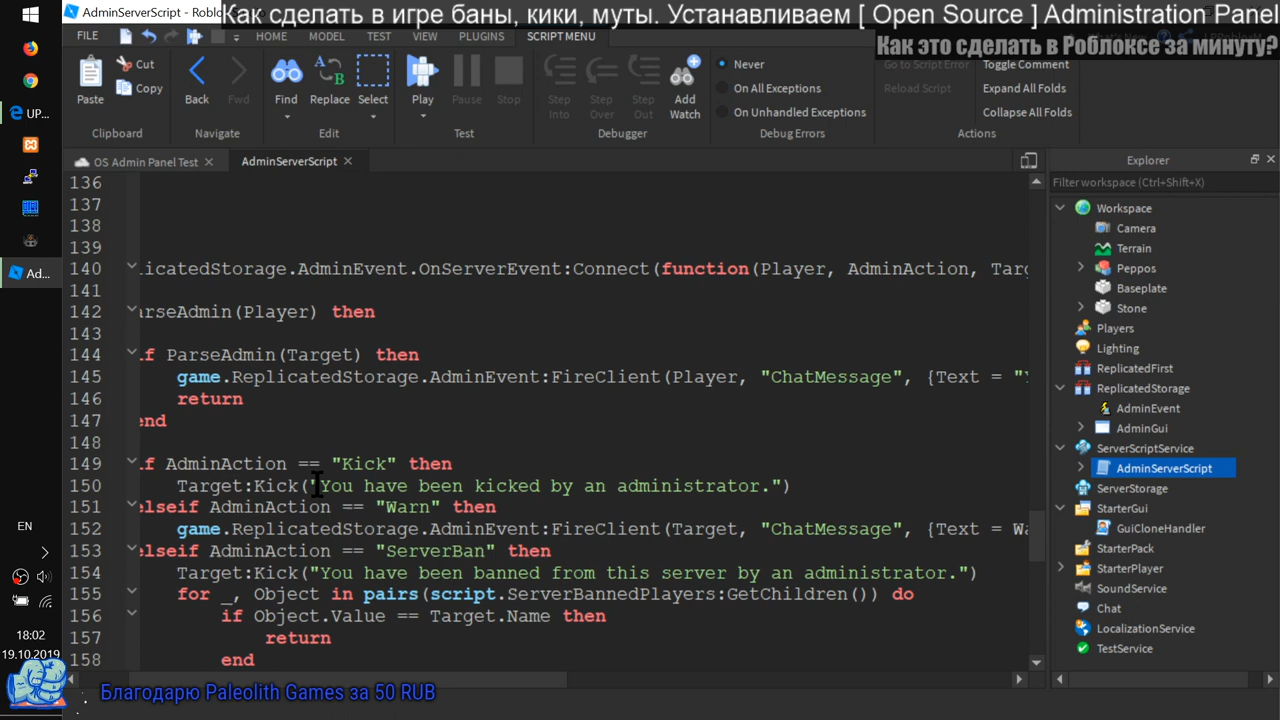 AdminServerScript - Roblo
Как сделать в игре баны, кики, муты. Устанавливаем [ Open Source ] Administration Panel
Как это сделать в Роблоксе за минуту?
FILE HOME MODEL TEST VIEW PLUGINS SCRIPT MENU
Paste Cut Copy Back Fwd Find Replace Select Play Pause Stop Step Into Step Over Step Out Add Watch
Never
On All Exceptions
On Unhandled Exceptions
Go to Script Error
Reload Script
Toggle Comment
Expand All Folds
Collapse All Folds
Clipboard Navigate Edit Test Debugger Debug Errors Actions
OS Admin Panel Test AdminServerScript
136
137
138
139
140 licatedStorage.AdminEvent.OnServerEvent:Connect(function(Player, AdminAction, Targ
141
142 arseAdmin(Player) then
143
144 if ParseAdmin(Target) then
145 game.ReplicatedStorage.AdminEvent:FireClient(Player, "ChatMessage", {Text = "Y
146 return
147 end
148
149 if AdminAction == "Kick" then
150 Target:Kick("You have been kicked by an administrator.")
151 elseif AdminAction == "Warn" then
152 game.ReplicatedStorage.AdminEvent:FireClient(Target, "ChatMessage", {Text = Wa
153 elseif AdminAction == "ServerBan" then
154 Target:Kick("You have been banned from this server by an administrator.")
155 for _, Object in pairs(script.ServerBannedPlayers:GetChildren()) do
156 if Object.Value == Target.Name then
157 return
158 end
Explorer
Filter workspace (Ctrl+Shift+X)
Workspace
Camera
Terrain
Peppos
Baseplate
Stone
Players
Lighting
ReplicatedFirst
ReplicatedStorage
AdminEvent
AdminGui
ServerScriptService
AdminServerScript
ServerStorage
StarterGui
GuiCloneHandler
StarterPack
StarterPlayer
SoundService
Chat
LocalizationService
TestService
UP...
Ad...
EN
18:02
19.10.2019
Благодарю Paleolith Games за 50 RUB